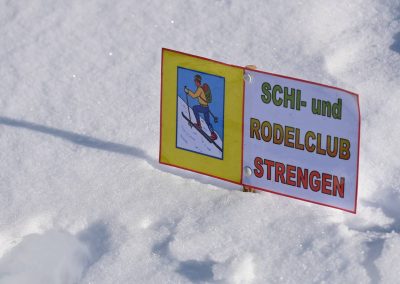 SCHI- und
RODELCLUB
STRENGEN